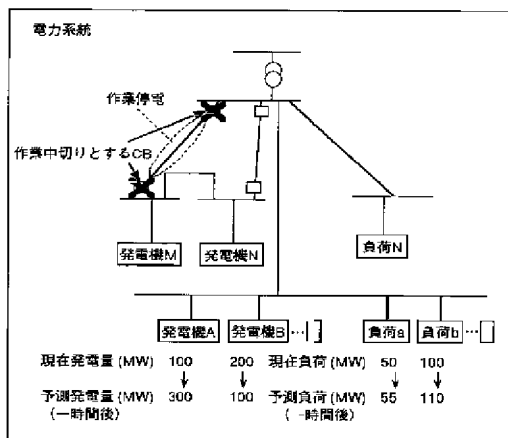 電力系統
作業停電
作業中切りとするCB
発電機M 発電機N 負荷N
発電機A 発電機B … 負荷a 負荷b …
現在発電量(MW) 100 200 現在負荷(MW) 50 100
予測発電量(MW) 300 100 予測負荷(MW) 55 110
(一時間後) (一時間後)